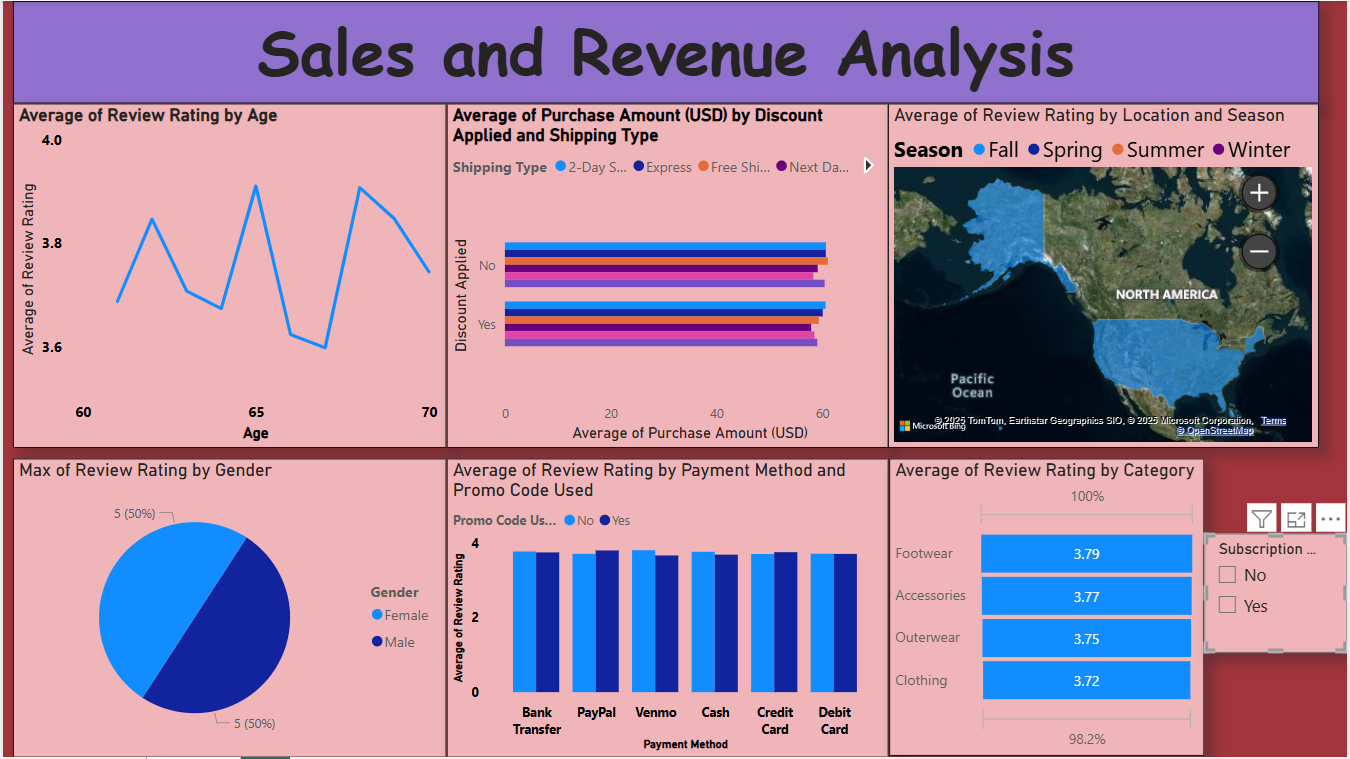 Sales and Revenue Analysis
Average of Review Rating by Age
4.0
3.8
3.6
Average of Review Rating
60
65
70
Age
Average of Purchase Amount (USD) by Discount
Applied and Shipping Type
Shipping Type
2-Day S...
Express
Free Shi...
Next Da...
Discount Applied
No
Yes
0
20
40
60
Average of Purchase Amount (USD)
Average of Review Rating by Location and Season
Season
Fall
Spring
Summer
Winter
NORTH AMERICA
Pacific
Ocean
Microsoft Bing
© 2025 TomTom, Earthstar Geographics SIO, © 2025 Microsoft Corporation, Terms
© OpenStreetMap
Max of Review Rating by Gender
5 (50%)
5 (50%)
Gender
Female
Male
Average of Review Rating by Payment Method and
Promo Code Used
Promo Code Us...
No
Yes
4
2
0
Average of Review Rating
Bank
Transfer
PayPal
Venmo
Cash
Credit
Card
Debit
Card
Payment Method
Average of Review Rating by Category
100%
Footwear
3.79
Accessories
3.77
Outerwear
3.75
Clothing
3.72
98.2%
Subscription ...
No
Yes